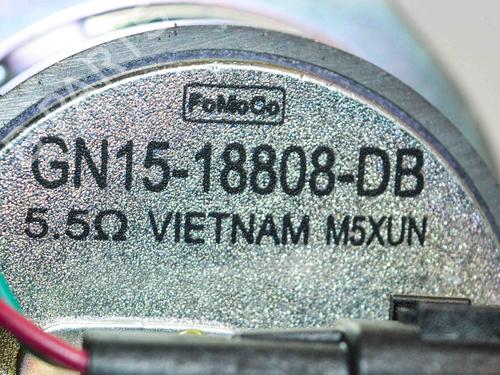 FoMoCo
GN15-18808-DB
5.5Ω VIETNAM M5XUN